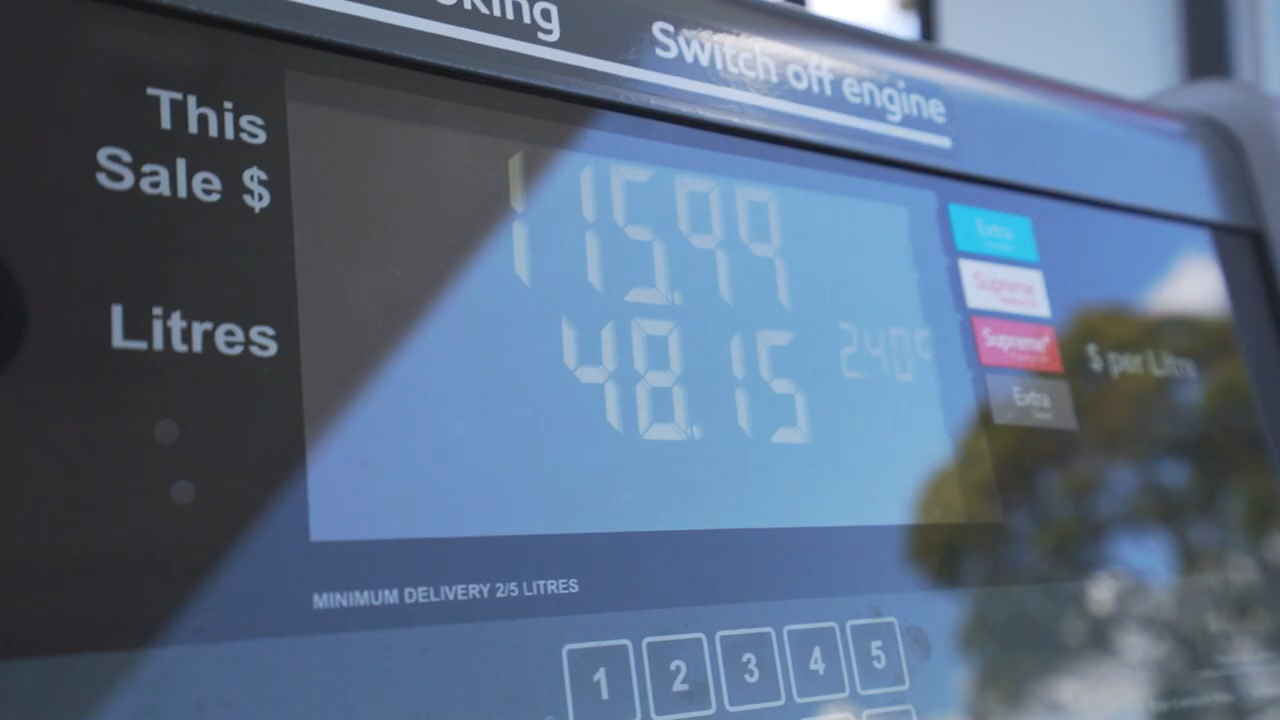 oking
Switch off engine
This
Sale $
115.99
Litres
48.15
240.9
Extra
Supreme
Supreme+
Extra
$ per Litre
MINIMUM DELIVERY 2/5 LITRES
1 2 3 4 5